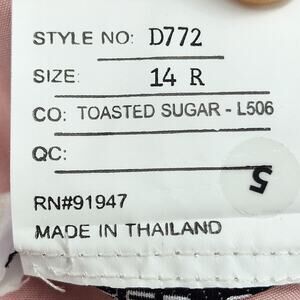 STYLE NO: D772
SIZE: 14 R
CO: TOASTED SUGAR - L506
QC:
5
RN#91947
MADE IN THAILAND